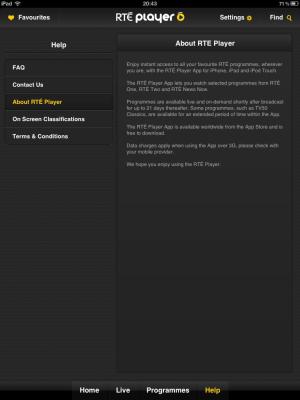 iPad 20:43 71%
Favourites RTÉ player Settings Find
Help
FAQ
Contact Us
About RTÉ Player
On Screen Classifications
Terms & Conditions
About RTÉ Player
Enjoy instant access to all your favourite RTÉ programmes, wherever
you are, with the RTÉ Player App for iPhone, iPad and iPod Touch.
The RTÉ Player App lets you watch selected programmes from RTÉ
One, RTÉ Two and RTÉ News Now.
Programmes are available live and on-demand shortly after broadcast
for up to 21 days thereafter. Some programmes, such as TV50
Classics, are available for an extended period of time within the App.
The RTÉ Player App is available worldwide from the App Store and is
free to download.
Data charges apply when using the App over 3G, please check with
your mobile provider.
We hope you enjoy using the RTÉ Player.
Home Live Programmes Help